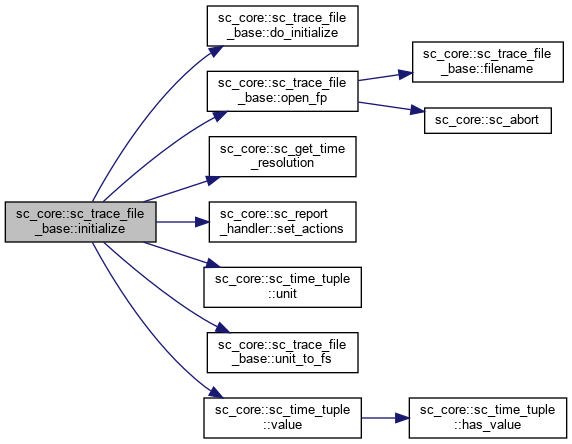 sc_core::sc_trace_file
_base::initialize
sc_core::sc_trace_file
_base::do_initialize
sc_core::sc_trace_file
_base::open_fp
sc_core::sc_trace_file
_base::filename
sc_core::sc_abort
sc_core::sc_get_time
_resolution
sc_core::sc_report
_handler::set_actions
sc_core::sc_time_tuple
::unit
sc_core::sc_trace_file
_base::unit_to_fs
sc_core::sc_time_tuple
::value
sc_core::sc_time_tuple
::has_value